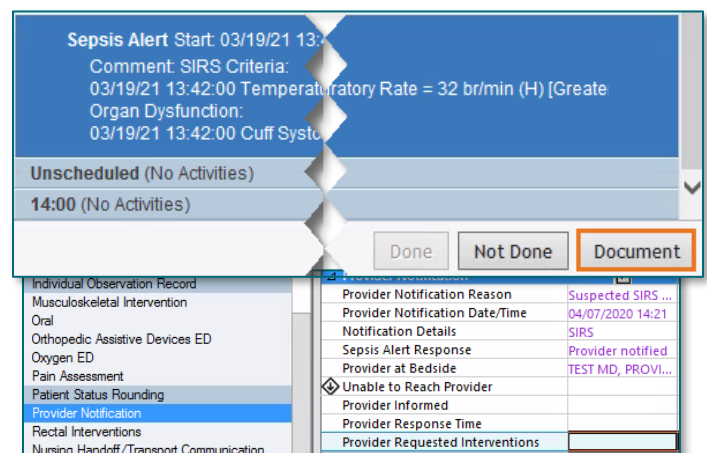 Sepsis Alert Start: 03/19/21 13:4
Comment: SIRS Criteria:
03/19/21 13:42:00 Temperaturatory Rate = 32 br/min (H) [Greate
Organ Dysfunction:
03/19/21 13:42:00 Cuff Systo
Unscheduled (No Activities)
14:00 (No Activities)
Done Not Done Document
Individual Observation Record
Musculoskeletal Intervention
Oral
Orthopedic Assistive Devices ED
Oxygen ED
Pain Assessment
Patient Status Rounding
Provider Notification
Rectal Interventions
Nursing Handoff/Transport Communication
Provider Notification
Provider Notification Reason Suspected SIRS ...
Provider Notification Date/Time 04/07/2020 14:21
Notification Details SIRS
Sepsis Alert Response Provider notified
Provider at Bedside TEST MD, PROVI...
Unable to Reach Provider
Provider Informed
Provider Response Time
Provider Requested Interventions